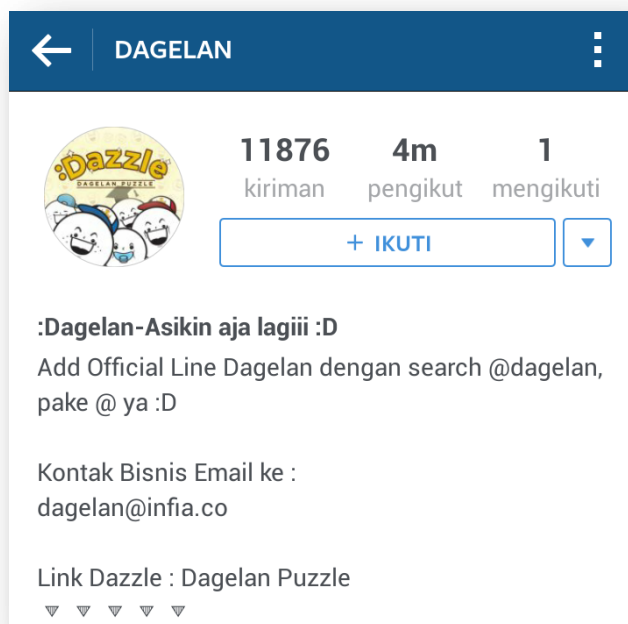 DAGELAN
:Dazzle
DAGELAN PUZZLE
11876 4m 1
kiriman pengikut mengikuti
+ IKUTI
:Dagelan-Asikin aja lagiii :D
Add Official Line Dagelan dengan search @dagelan,
pake @ ya :D
Kontak Bisnis Email ke :
dagelan@infia.co
Link Dazzle : Dagelan Puzzle